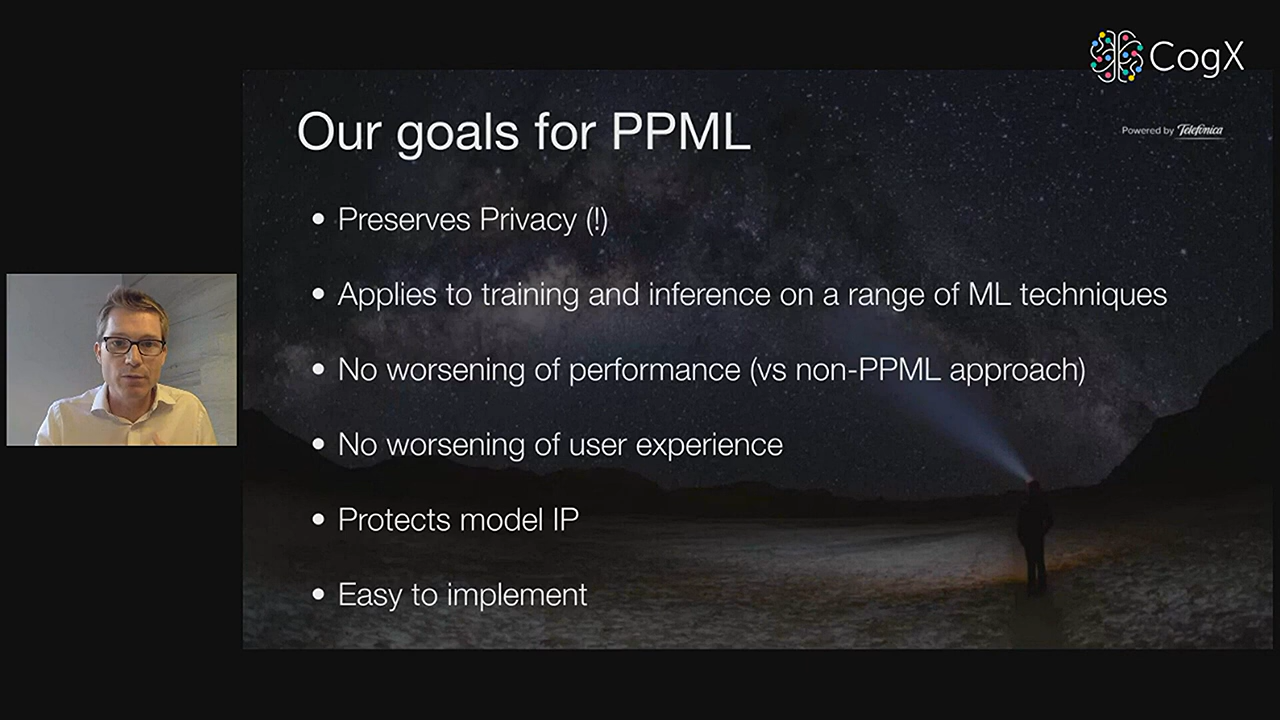 CogX
Our goals for PPML
Powered by Telefónica
• Preserves Privacy (!)
• Applies to training and inference on a range of ML techniques
• No worsening of performance (vs non-PPML approach)
• No worsening of user experience
• Protects model IP
• Easy to implement